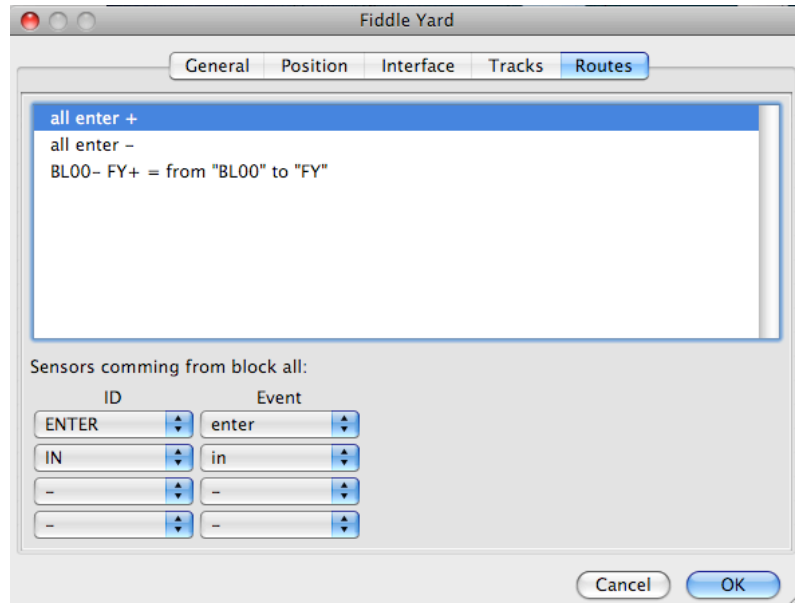 Fiddle Yard
General Position Interface Tracks Routes
all enter +
all enter –
BL00– FY+ = from "BL00" to "FY"
Sensors comming from block all:
ID Event
ENTER enter
IN in
– –
– –
Cancel OK